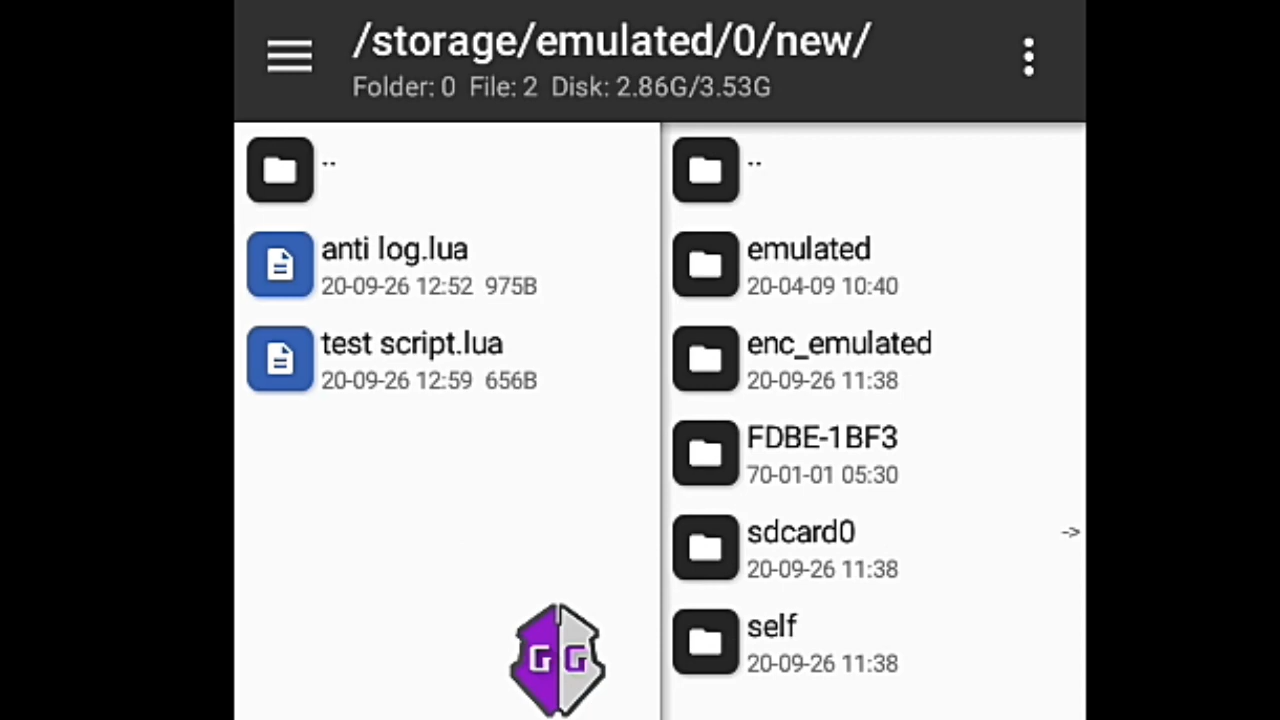 /storage/emulated/0/new/
Folder: 0 File: 2 Disk: 2.86G/3.53G
..
anti log.lua
20-09-26 12:52 975B
test script.lua
20-09-26 12:59 656B
..
emulated
20-04-09 10:40
enc_emulated
20-09-26 11:38
FDBE-1BF3
70-01-01 05:30
sdcard0
->
20-09-26 11:38
self
20-09-26 11:38
GG